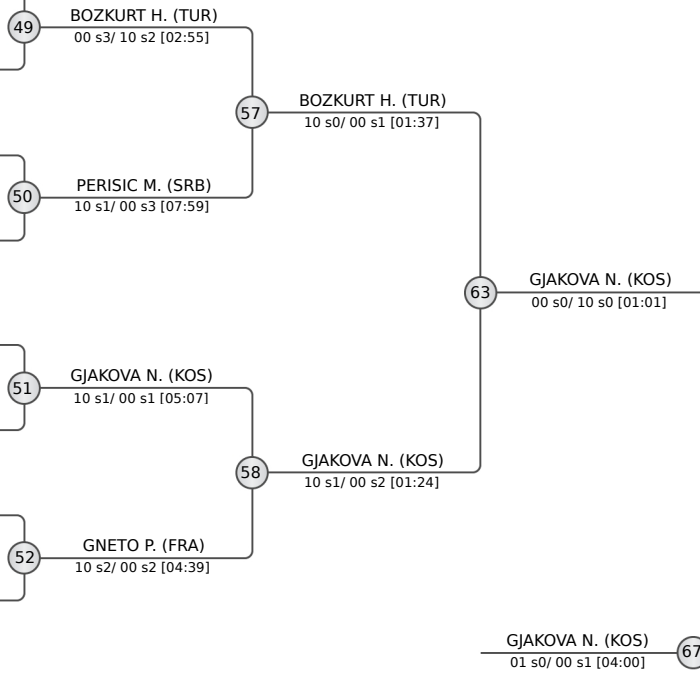 BOZKURT H. (TUR)
49
00 s3/ 10 s2 [02:55]
BOZKURT H. (TUR)
57
10 s0/ 00 s1 [01:37]
PERISIC M. (SRB)
50
10 s1/ 00 s3 [07:59]
GJAKOVA N. (KOS)
63
00 s0/ 10 s0 [01:01]
GJAKOVA N. (KOS)
51
10 s1/ 00 s1 [05:07]
GJAKOVA N. (KOS)
58
10 s1/ 00 s2 [01:24]
GNETO P. (FRA)
52
10 s2/ 00 s2 [04:39]
GJAKOVA N. (KOS)
67
01 s0/ 00 s1 [04:00]